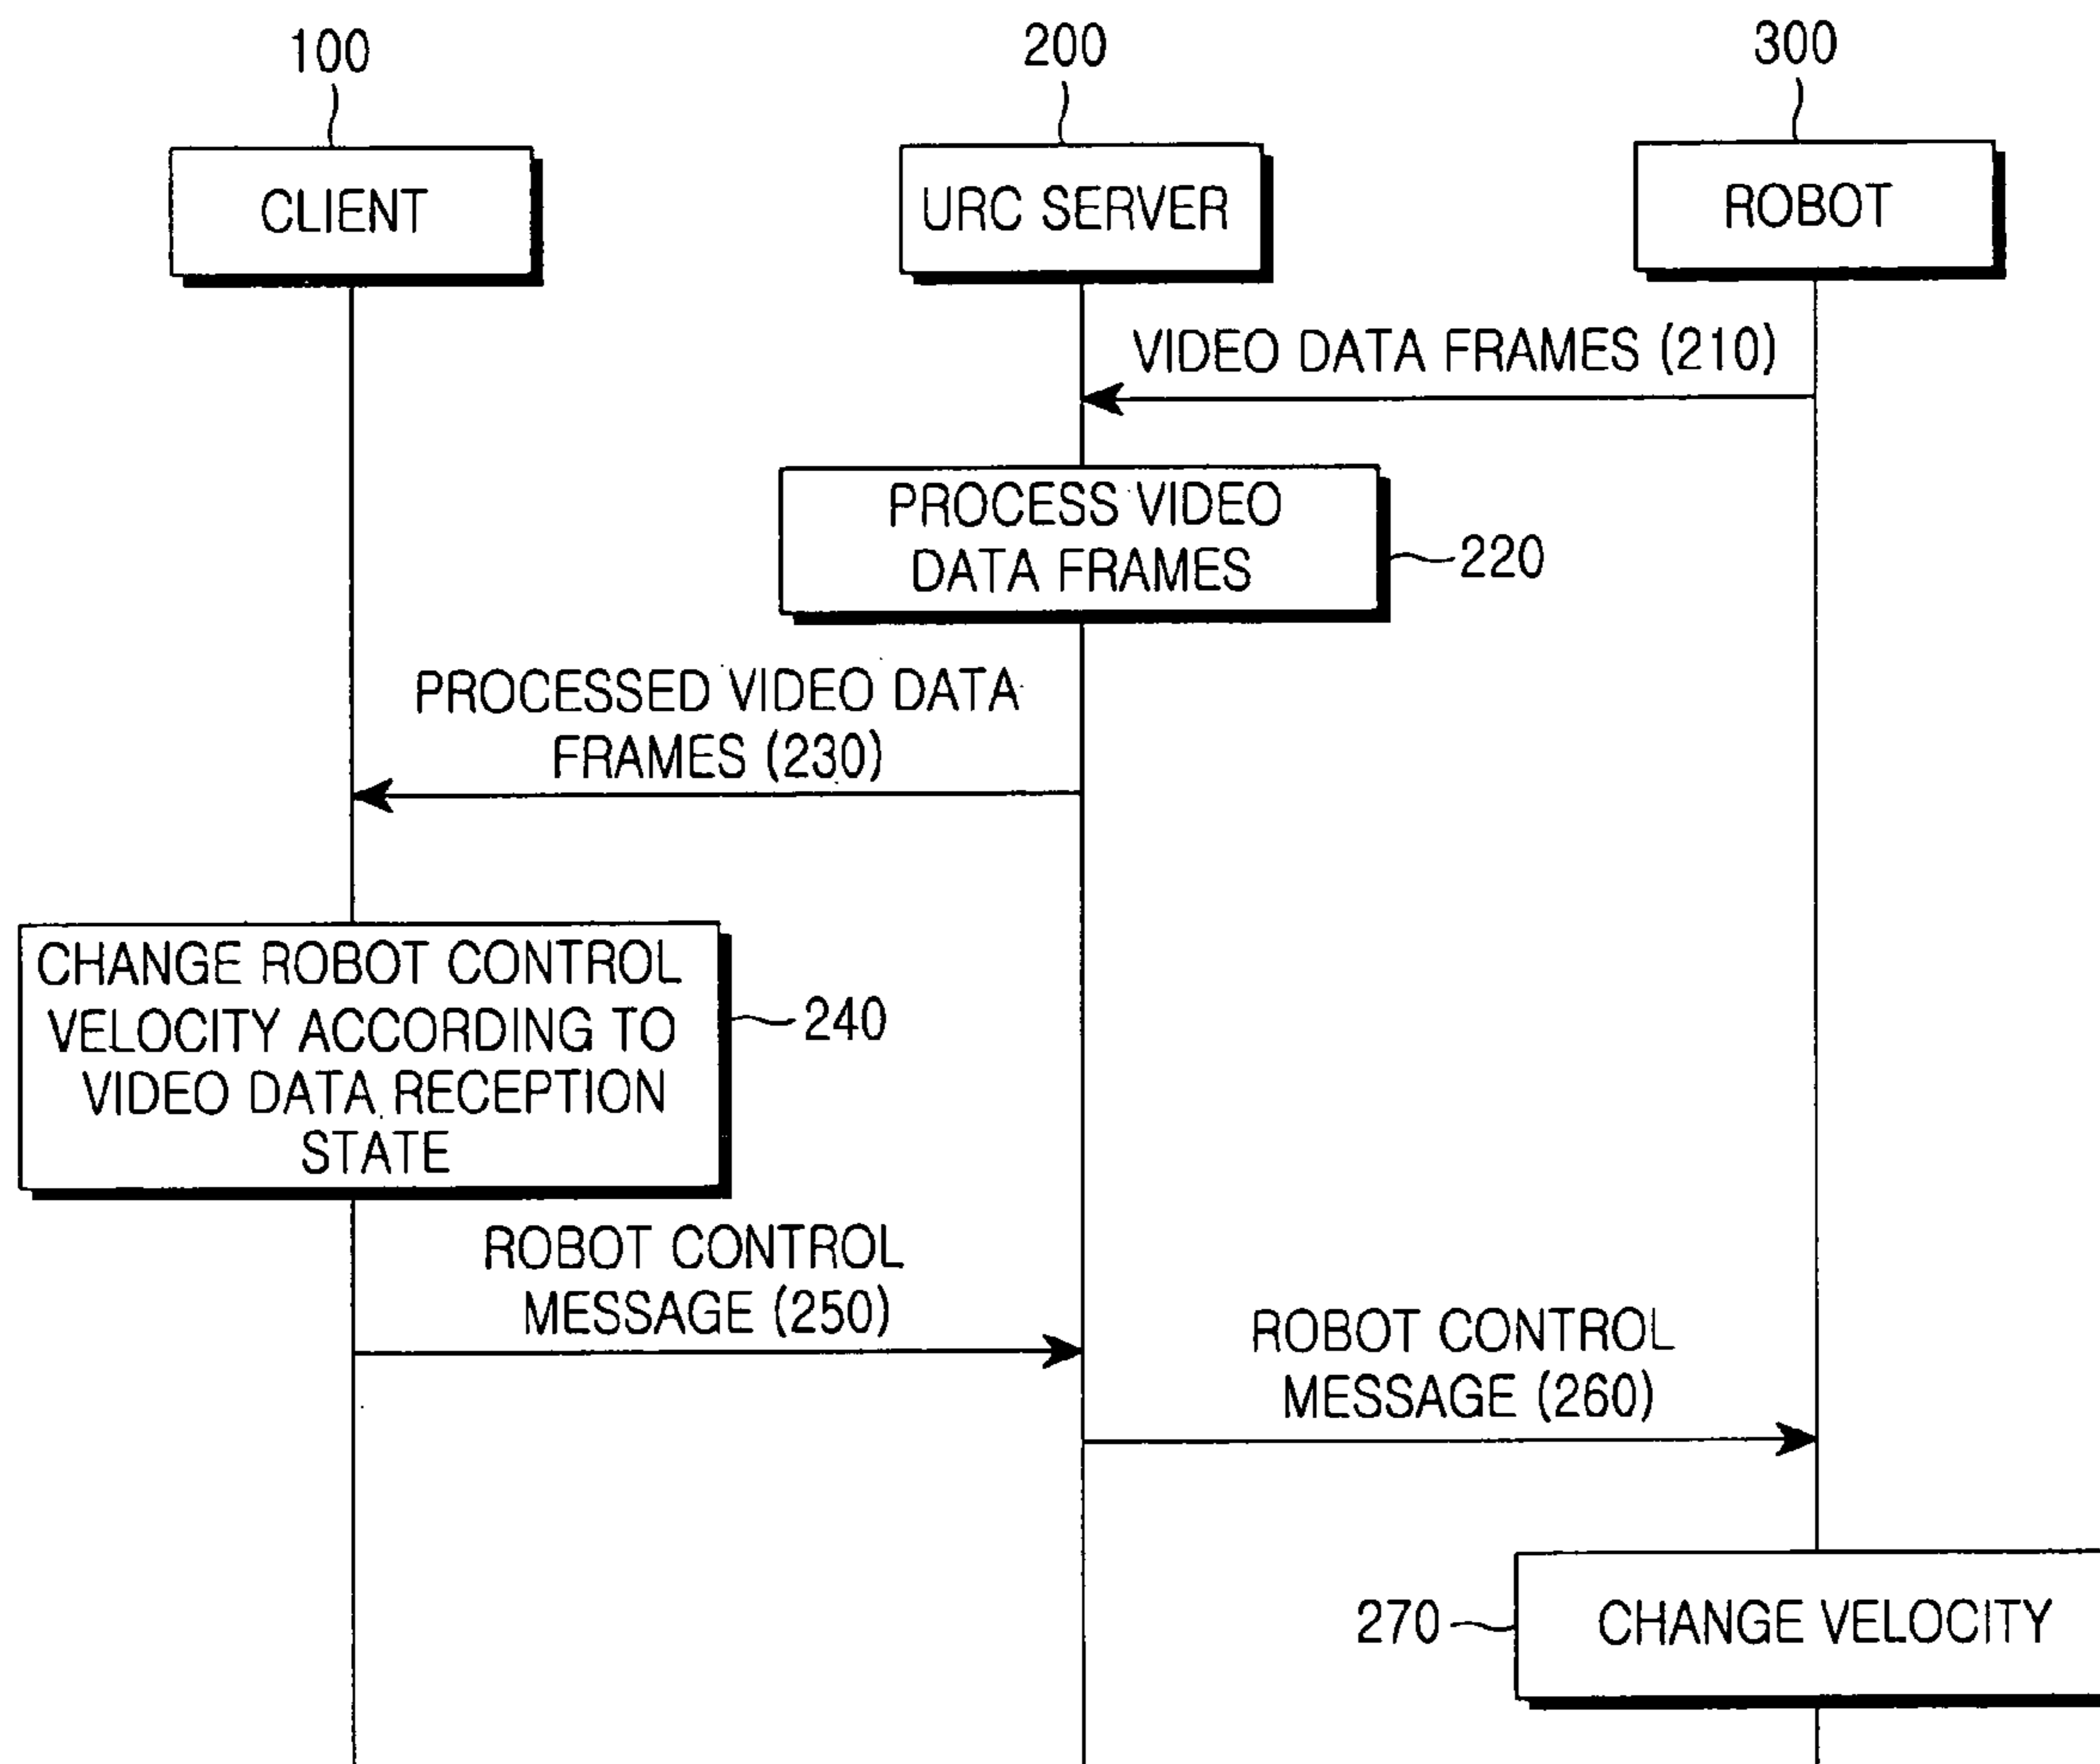 100
200
300
CLIENT
URC SERVER
ROBOT
VIDEO DATA FRAMES (210)
PROCESS VIDEO
DATA FRAMES
220
PROCESSED VIDEO DATA
FRAMES (230)
CHANGE ROBOT CONTROL
VELOCITY ACCORDING TO
VIDEO DATA RECEPTION
STATE
240
ROBOT CONTROL
MESSAGE (250)
ROBOT CONTROL
MESSAGE (260)
270
CHANGE VELOCITY